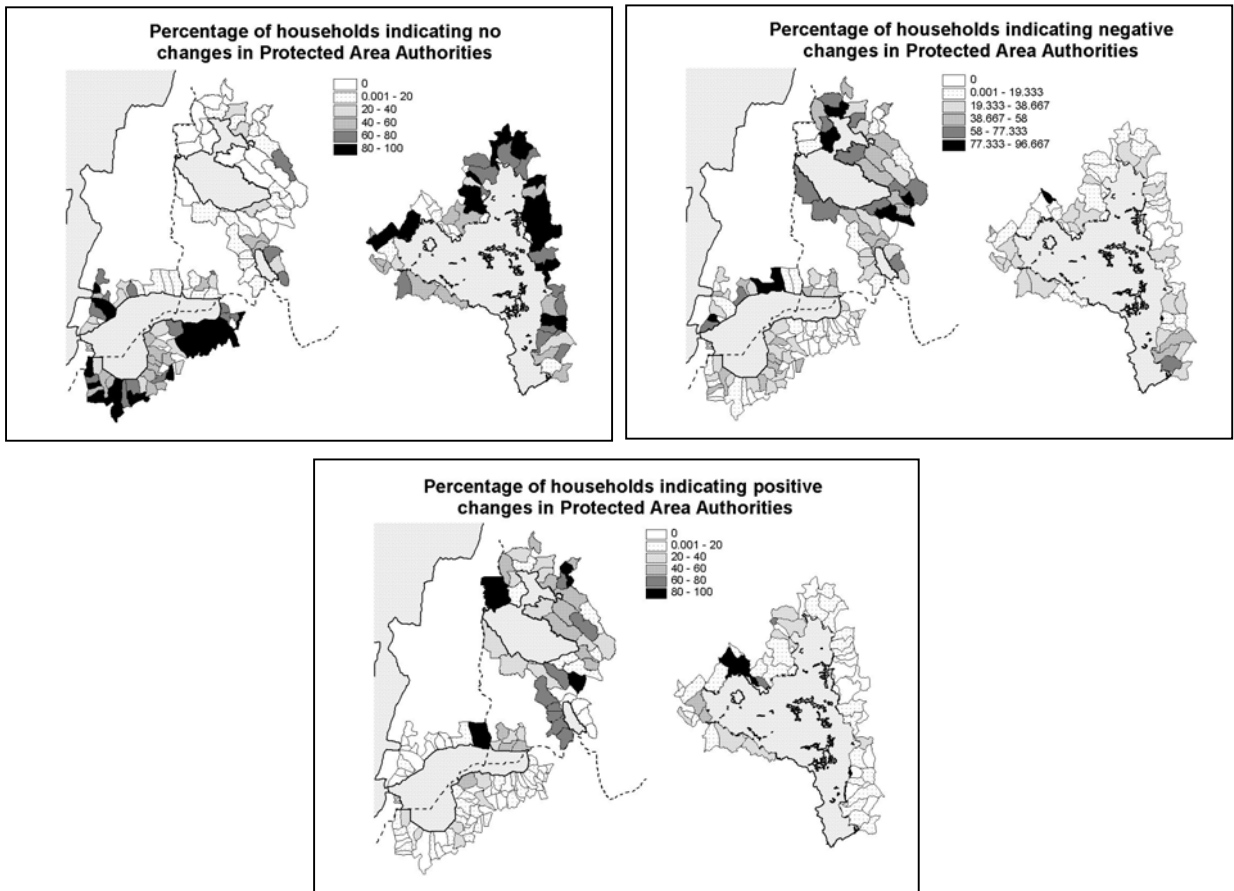 Percentage of households indicating no
changes in Protected Area Authorities
0
0.001 - 20
20 - 40
40 - 60
60 - 80
80 - 100
Percentage of households indicating negative
changes in Protected Area Authorities
0
0.001 - 19.333
19.333 - 38.667
38.667 - 58
58 - 77.333
77.333 - 96.667
Percentage of households indicating positive
changes in Protected Area Authorities
0
0.001 - 20
20 - 40
40 - 60
60 - 80
80 - 100